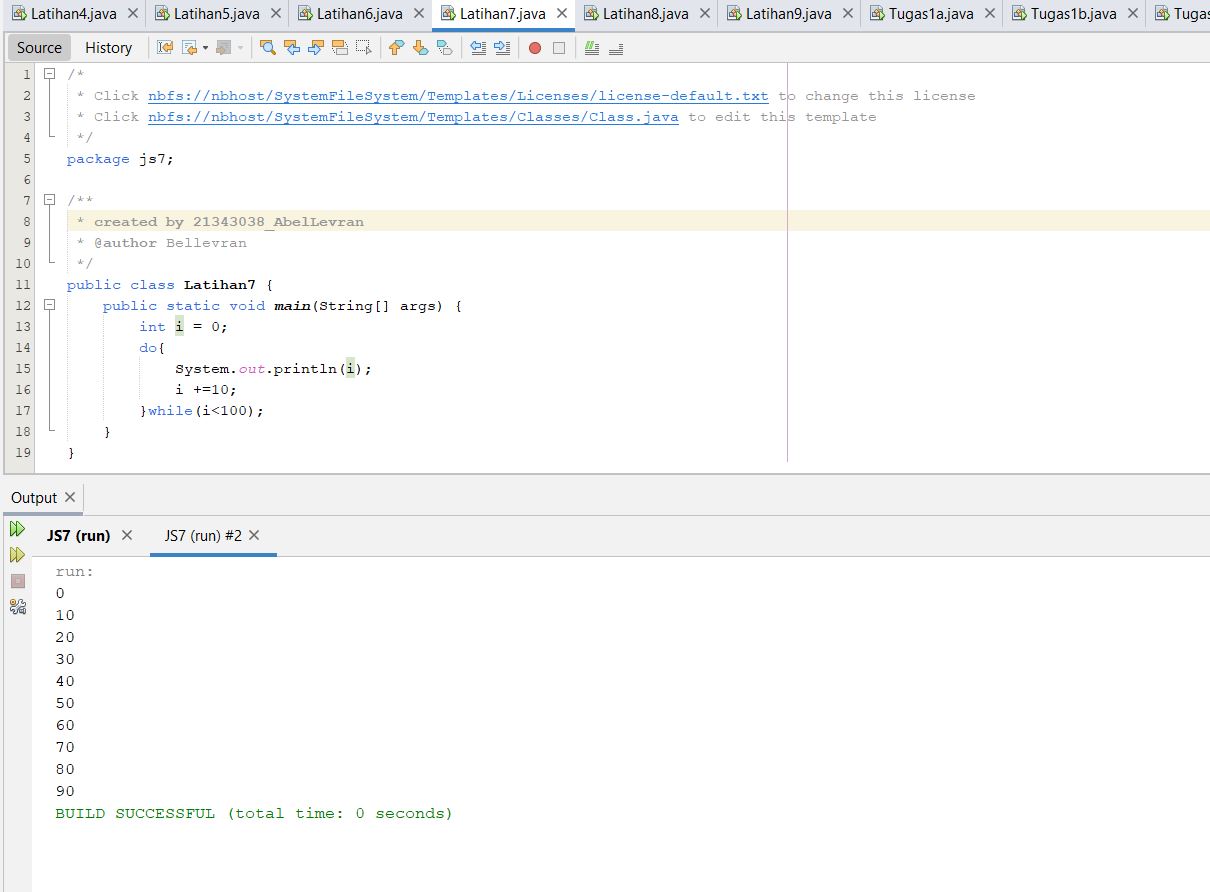 Latihan4.java Latihan5.java Latihan6.java Latihan7.java Latihan8.java Latihan9.java Tugas1a.java Tugas1b.java Tugas
Source History
1 /*
2 * Click nbfs://nbhost/SystemFileSystem/Templates/Licenses/license-default.txt to change this license
3 * Click nbfs://nbhost/SystemFileSystem/Templates/Classes/Class.java to edit this template
4 */
5 package js7;
6
7 /**
8 * created by 21343038_AbelLevran
9 * @author Bellevran
10 */
11 public class Latihan7 {
12 public static void main(String[] args) {
13 int i = 0;
14 do{
15 System.out.println(i);
16 i +=10;
17 }while(i<100);
18 }
19 }
Output
JS7 (run) JS7 (run) #2
run:
0
10
20
30
40
50
60
70
80
90
BUILD SUCCESSFUL (total time: 0 seconds)